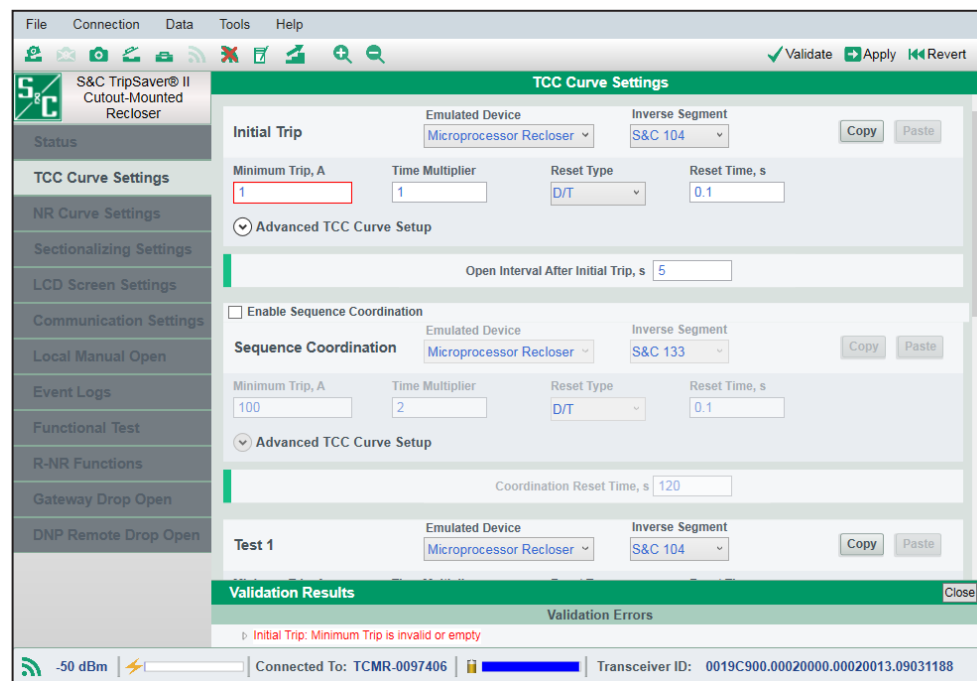 File Connection Data Tools Help
Validate Apply Revert
S&C
S&C TripSaver® II
Cutout-Mounted
Recloser
Status
TCC Curve Settings
NR Curve Settings
Sectionalizing Settings
LCD Screen Settings
Communication Settings
Local Manual Open
Event Logs
Functional Test
R-NR Functions
Gateway Drop Open
DNP Remote Drop Open
TCC Curve Settings
Emulated Device Inverse Segment
Initial Trip Microprocessor Recloser S&C 104 Copy Paste
Minimum Trip, A Time Multiplier Reset Type Reset Time, s
1 1 D/T 0.1
Advanced TCC Curve Setup
Open Interval After Initial Trip, s 5
Enable Sequence Coordination
Emulated Device Inverse Segment
Sequence Coordination Microprocessor Recloser S&C 133 Copy Paste
Minimum Trip, A Time Multiplier Reset Type Reset Time, s
100 2 D/T 0.1
Advanced TCC Curve Setup
Coordination Reset Time, s 120
Emulated Device Inverse Segment
Test 1 Microprocessor Recloser S&C 104 Copy Paste
Validation Results Close
Validation Errors
Initial Trip: Minimum Trip is invalid or empty
-50 dBm Connected To: TCMR-0097406 Transceiver ID: 0019C900.00020000.00020013.09031188